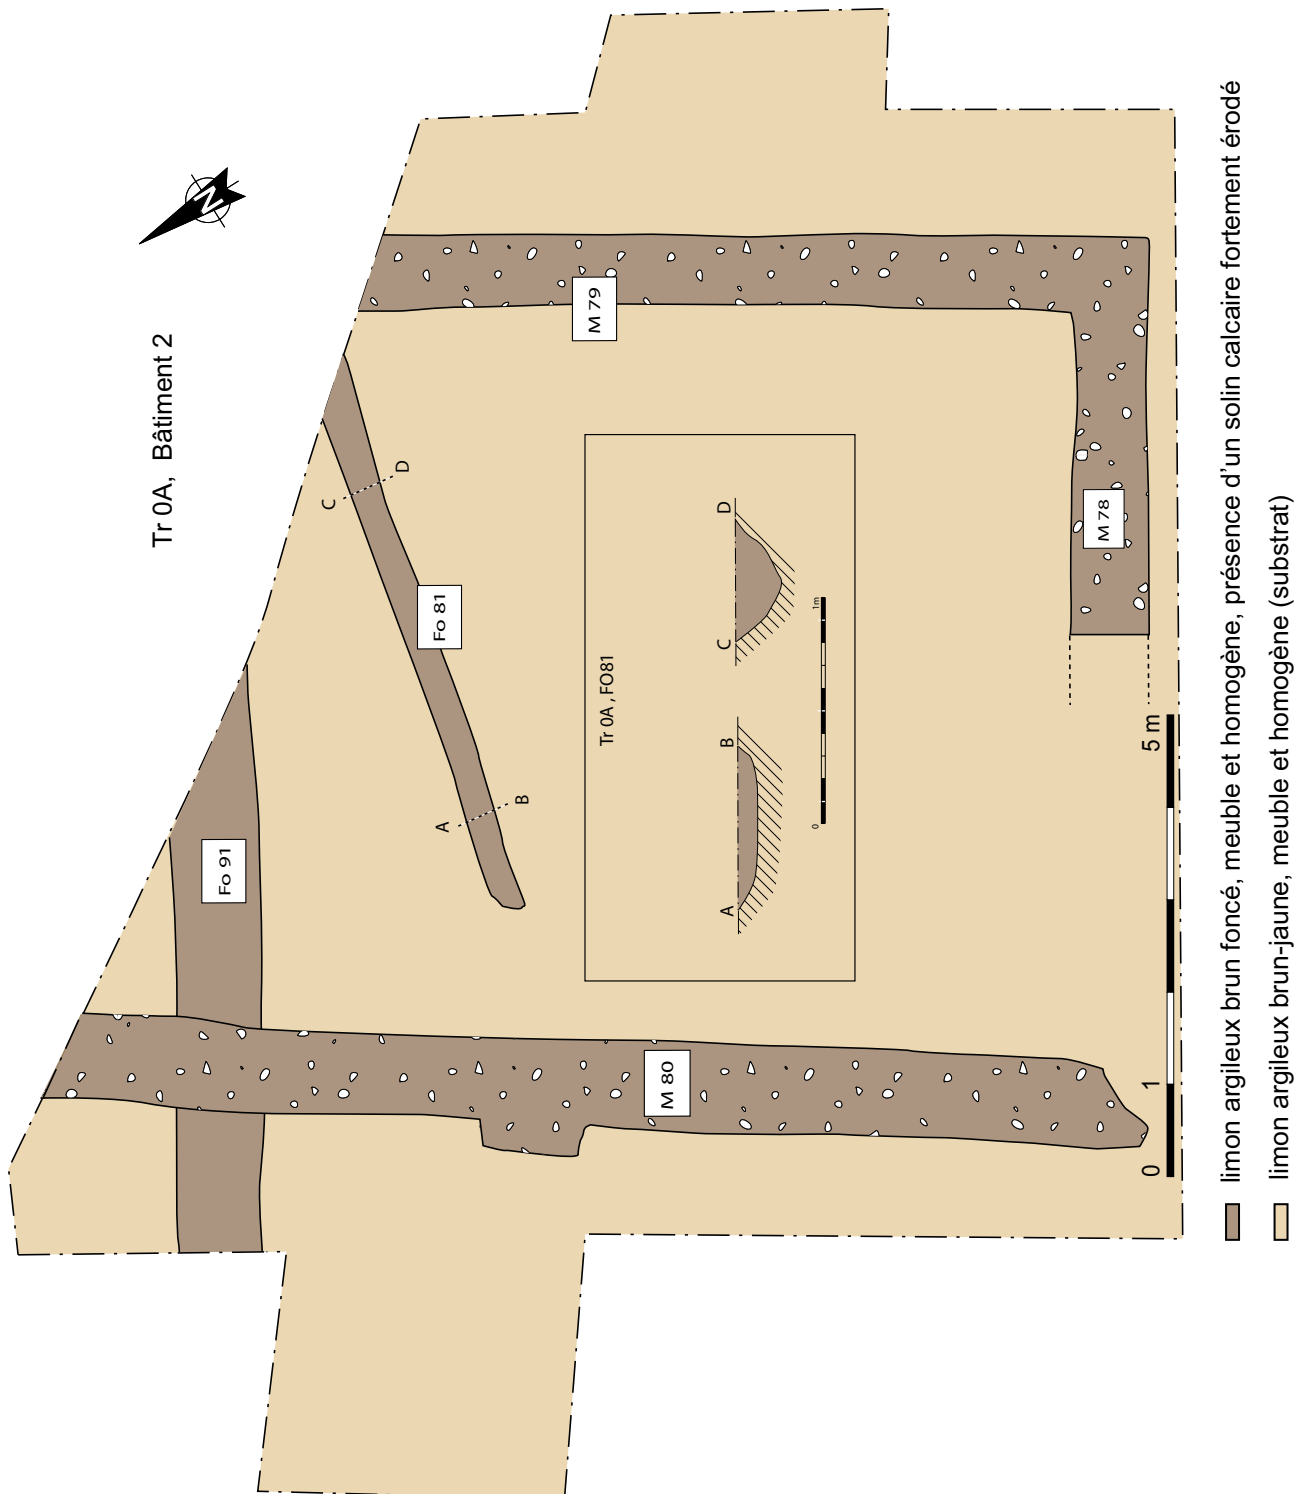 Tr 0A, Bâtiment 2
N
M 79
M 78
M 80
Fo 81
Fo 91
C
D
A
B
Tr 0A , FO81
A
B
C
D
0
1m
0
1
5 m
limon argileux brun foncé, meuble et homogène, présence d'un solin calcaire fortement érodé
limon argileux brun-jaune, meuble et homogène (substrat)